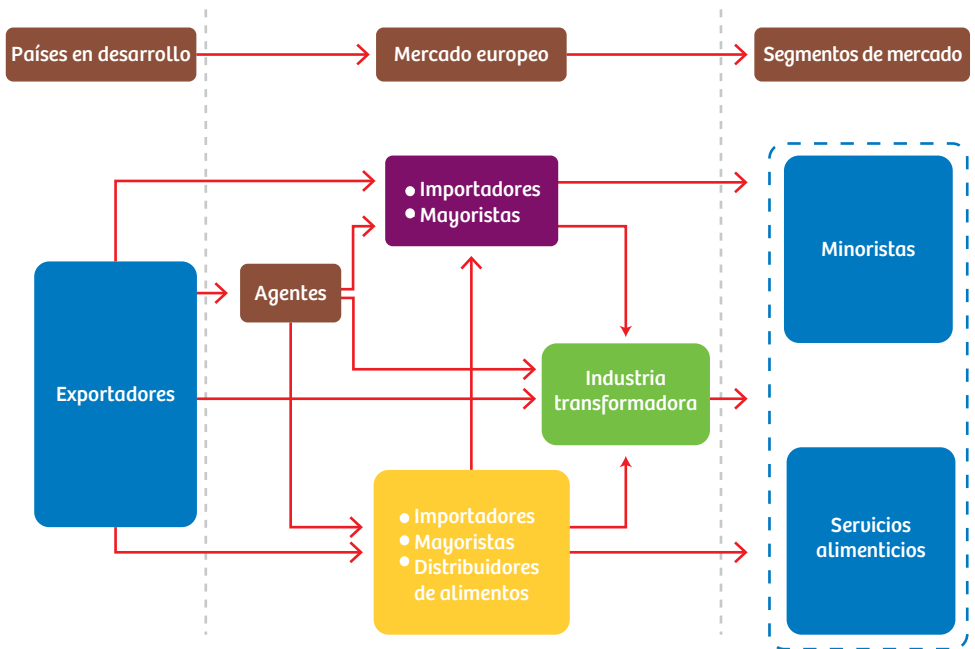 Países en desarrollo
Mercado europeo
Segmentos de mercado
Importadores
Mayoristas
Minoristas
Agentes
Exportadores
Industria
transformadora
Importadores
Mayoristas
Distribuidores
de alimentos
Servicios
alimenticios